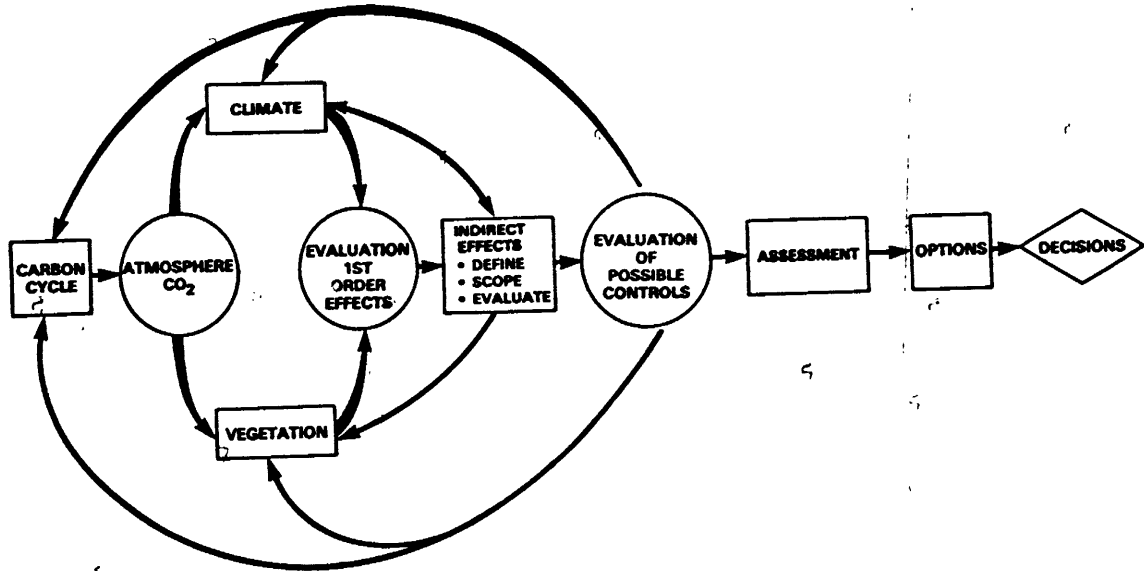 CLIMATE
CARBON
CYCLE
ATMOSPHERE
CO₂
EVALUATION
1ST
ORDER
EFFECTS
INDIRECT
EFFECTS
• DEFINE
• SCOPE
• EVALUATE
EVALUATION
OF
POSSIBLE
CONTROLS
ASSESSMENT
OPTIONS
DECISIONS
VEGETATION